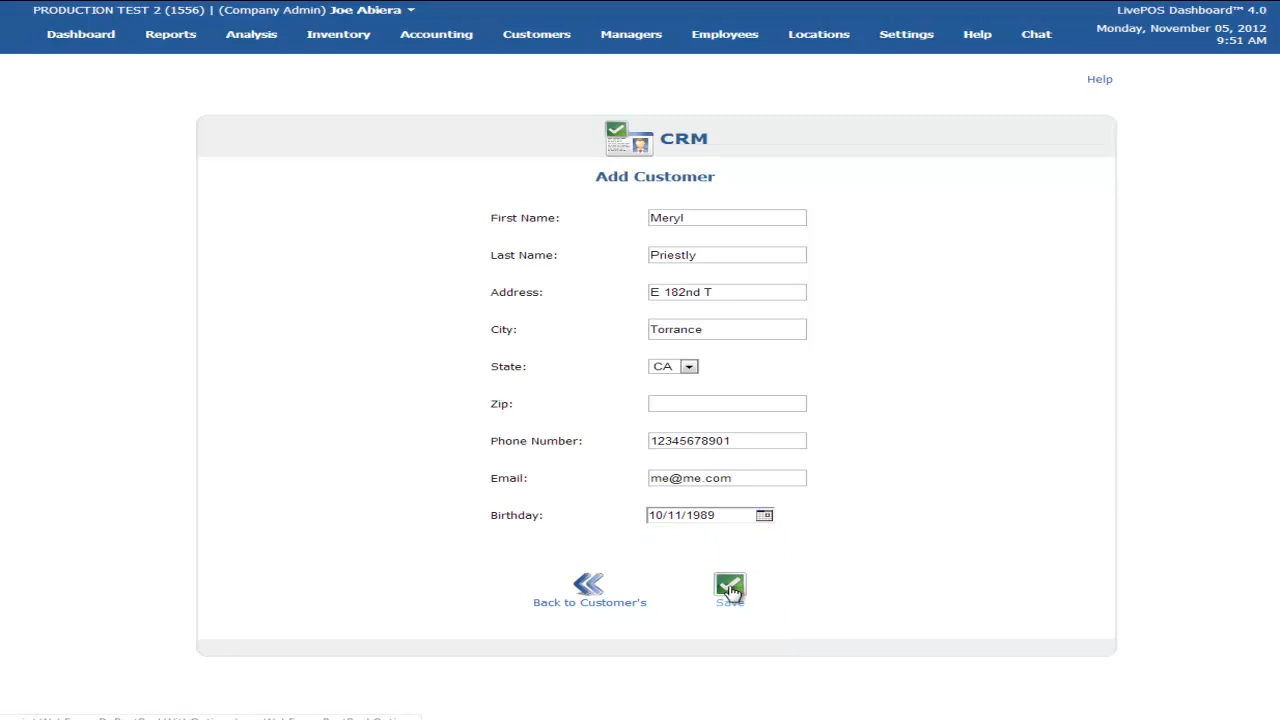 PRODUCTION TEST 2 (1556) | (Company Admin) Joe Abiera
LivePOS Dashboard™ 4.0
Dashboard Reports Analysis Inventory Accounting Customers Managers Employees Locations Settings Help Chat
Monday, November 05, 2012
9:51 AM
Help
CRM
Add Customer
First Name: Meryl
Last Name: Priestly
Address: E 182nd T
City: Torrance
State: CA
Zip:
Phone Number: 12345678901
Email: me@me.com
Birthday: 10/11/1989
Back to Customer's Save